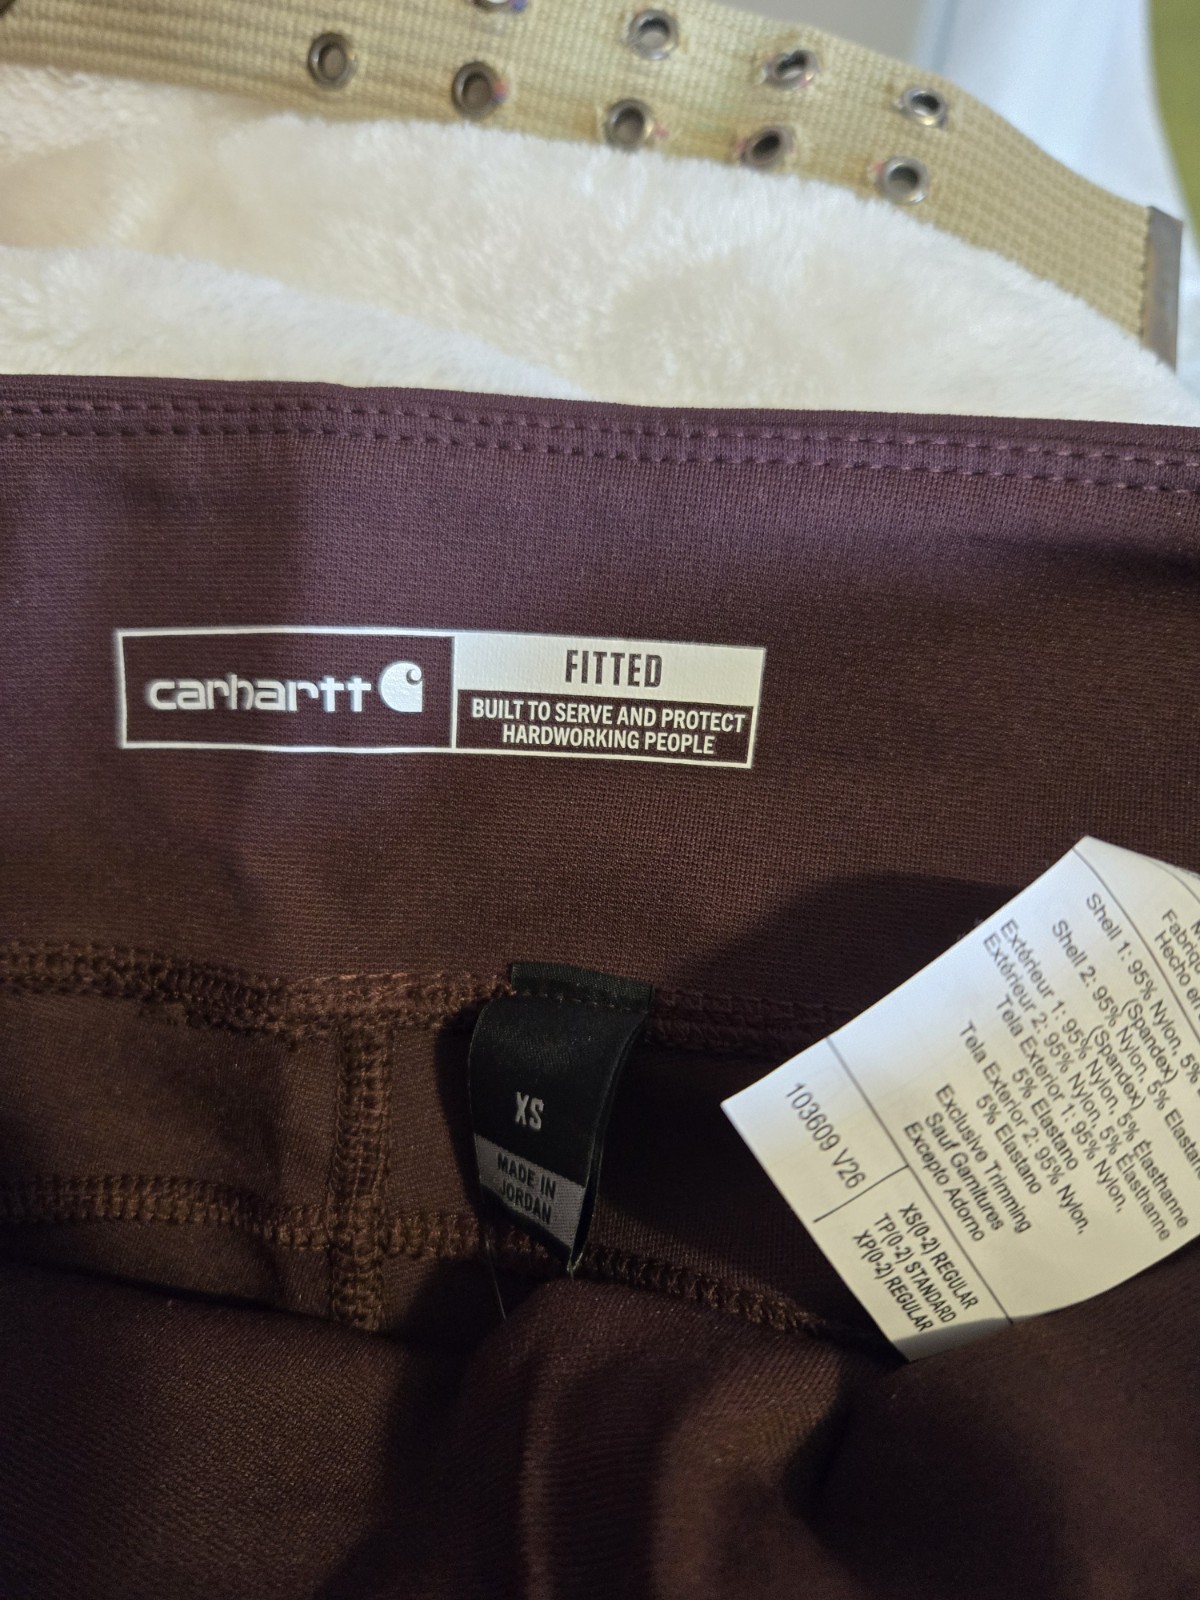 carhartt
FITTED
BUILT TO SERVE AND PROTECT
HARDWORKING PEOPLE
XS
MADE IN
JORDAN
Hecho en
Shell 1: 95% Nylon, 5%
(Spandex)
Shell 2: 95% Nylon, 5%
(Spandex)
Extérieur 1: 95% Nylon, 5% Élasthanne
Extérieur 2: 95% Nylon, 5% Élasthanne
Tela Exterior 1: 95% Nylon,
5% Elastano
Tela Exterior 2: 95% Nylon,
5% Elastano
Exclusive Trimming
Sauf Garnitures
Excepto Adorno
103609 V26
XS(0-2) REGULAR
TP(0-2) STANDARD
XP(0-2) REGULAR